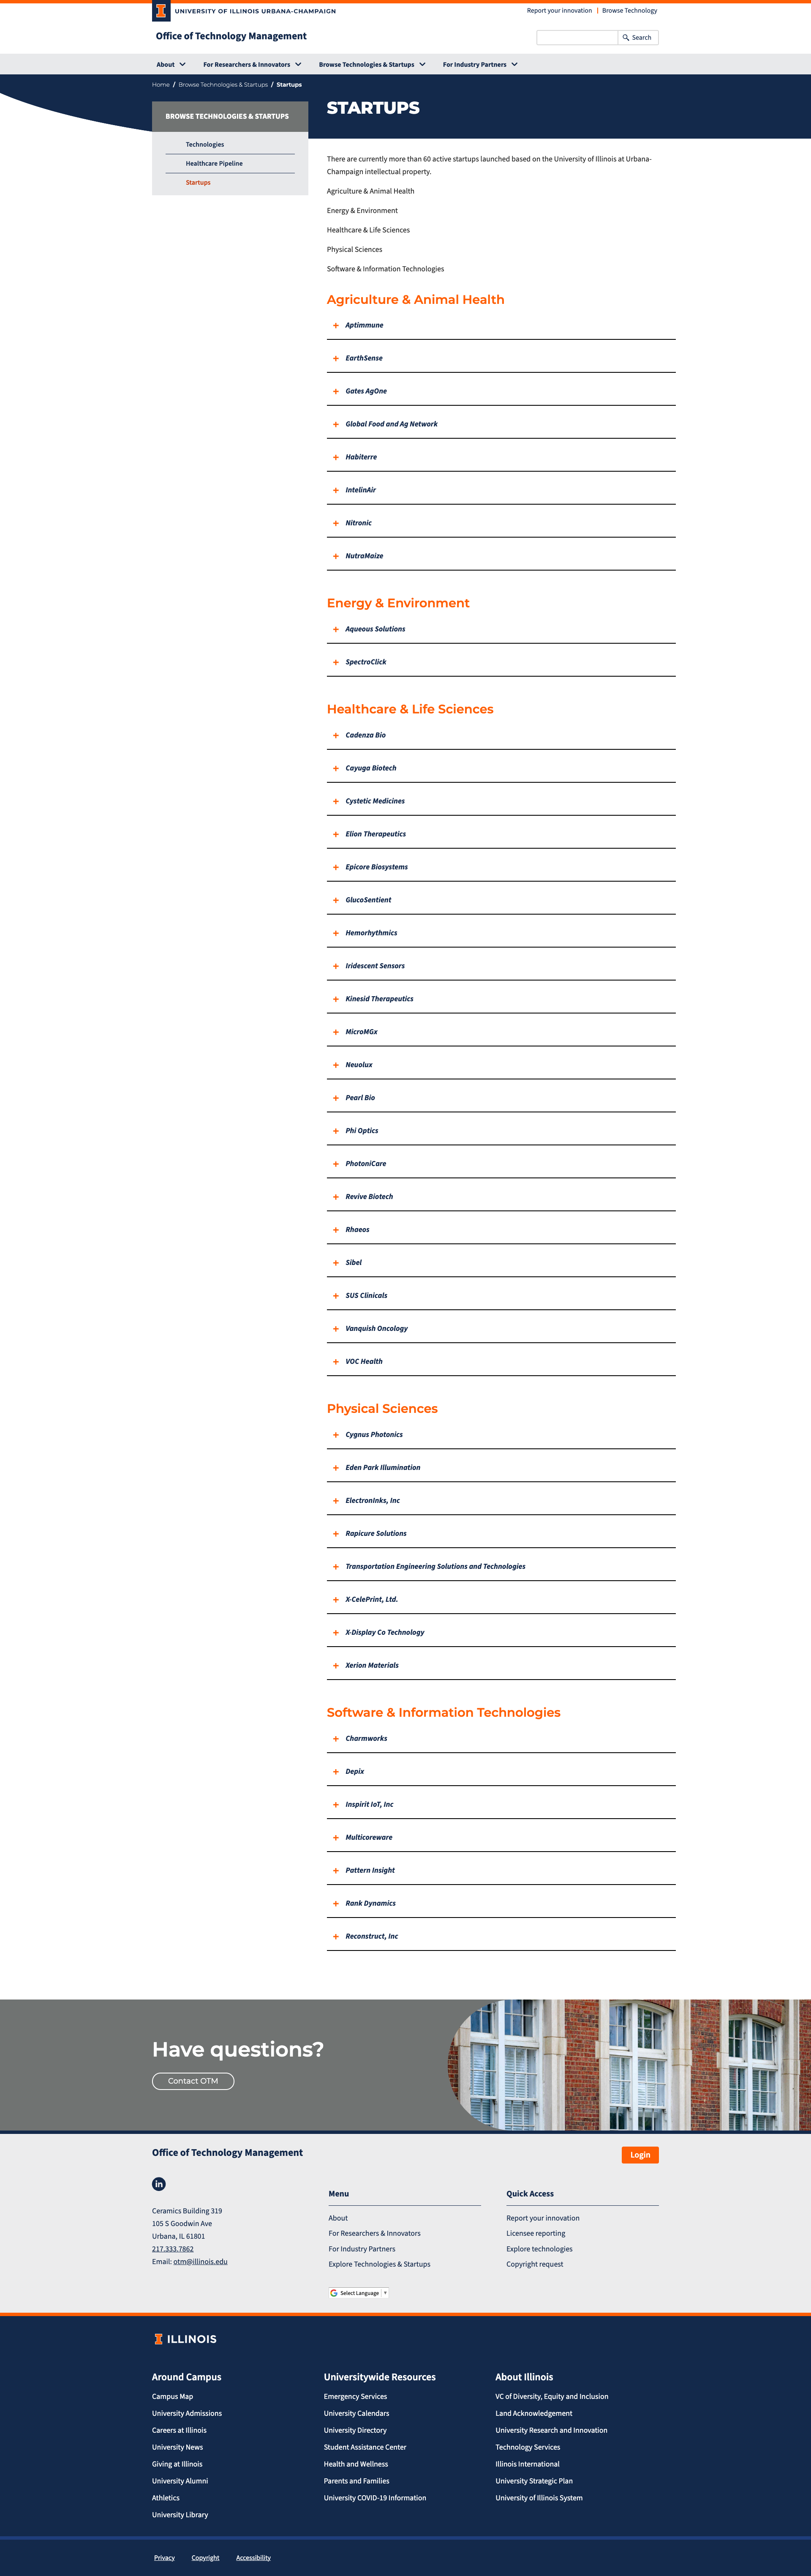 UNIVERSITY OF ILLINOIS URBANA-CHAMPAIGN
Report your innovation | Browse Technology
Office of Technology Management
Search
About
For Researchers & Innovators
Browse Technologies & Startups
For Industry Partners
Home / Browse Technologies & Startups / Startups
BROWSE TECHNOLOGIES & STARTUPS
Technologies
Healthcare Pipeline
Startups
STARTUPS
There are currently more than 60 active startups launched based on the University of Illinois at Urbana-
Champaign intellectual property.
Agriculture & Animal Health
Energy & Environment
Healthcare & Life Sciences
Physical Sciences
Software & Information Technologies
Agriculture & Animal Health
Aptimmune
EarthSense
Gates AgOne
Global Food and Ag Network
Habiterre
IntelinAir
Nitronic
NutraMaize
Energy & Environment
Aqueous Solutions
SpectroClick
Healthcare & Life Sciences
Cadenza Bio
Cayuga Biotech
Cystetic Medicines
Elion Therapeutics
Epicore Biosystems
GlucoSentient
Hemorhythmics
Iridescent Sensors
Kinesid Therapeutics
MicroMGx
Neuolux
Pearl Bio
Phi Optics
PhotoniCare
Revive Biotech
Rhaeos
Sibel
SUS Clinicals
Vanquish Oncology
VOC Health
Physical Sciences
Cygnus Photonics
Eden Park Illumination
ElectronInks, Inc
Rapicure Solutions
Transportation Engineering Solutions and Technologies
X-CelePrint, Ltd.
X-Display Co Technology
Xerion Materials
Software & Information Technologies
Charmworks
Depix
Inspirit IoT, Inc
Multicoreware
Pattern Insight
Rank Dynamics
Reconstruct, Inc
Have questions?
Contact OTM
Office of Technology Management
Login
in
Ceramics Building 319
105 S Goodwin Ave
Urbana, IL 61801
217.333.7862
Email: otm@illinois.edu
Menu
About
For Researchers & Innovators
For Industry Partners
Explore Technologies & Startups
Quick Access
Report your innovation
Licensee reporting
Explore technologies
Copyright request
Select Language ▼
ILLINOIS
Around Campus
Campus Map
University Admissions
Careers at Illinois
University News
Giving at Illinois
University Alumni
Athletics
University Library
Universitywide Resources
Emergency Services
University Calendars
University Directory
Student Assistance Center
Health and Wellness
Parents and Families
University COVID-19 Information
About Illinois
VC of Diversity, Equity and Inclusion
Land Acknowledgement
University Research and Innovation
Technology Services
Illinois International
University Strategic Plan
University of Illinois System
Privacy
Copyright
Accessibility